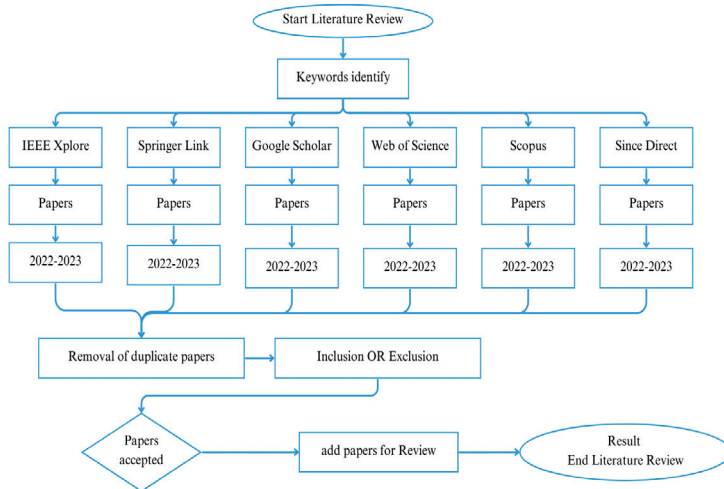 Start Literature Review
Keywords identify
IEEE Xplore
Springer Link
Google Scholar
Web of Science
Scopus
Since Direct
Papers
Papers
Papers
Papers
Papers
Papers
2022-2023
2022-2023
2022-2023
2022-2023
2022-2023
2022-2023
Removal of duplicate papers
Inclusion OR Exclusion
Papers
accepted
add papers for Review
Result
End Literature Review